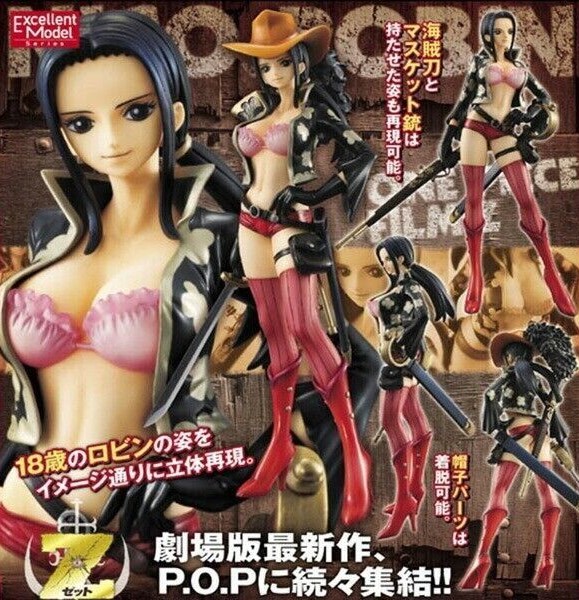 Excellent
Model
Series
NICO・ROBIN
海賊刀と
マスケット銃は
持たせた姿も再現可能。
ONE PIECE
FILM Z
18歳のロビンの姿を
イメージ通りに立体再現。
帽子パーツは
着脱可能。
Z
ゼット
劇場版最新作、
P.O.Pに続々集結!!